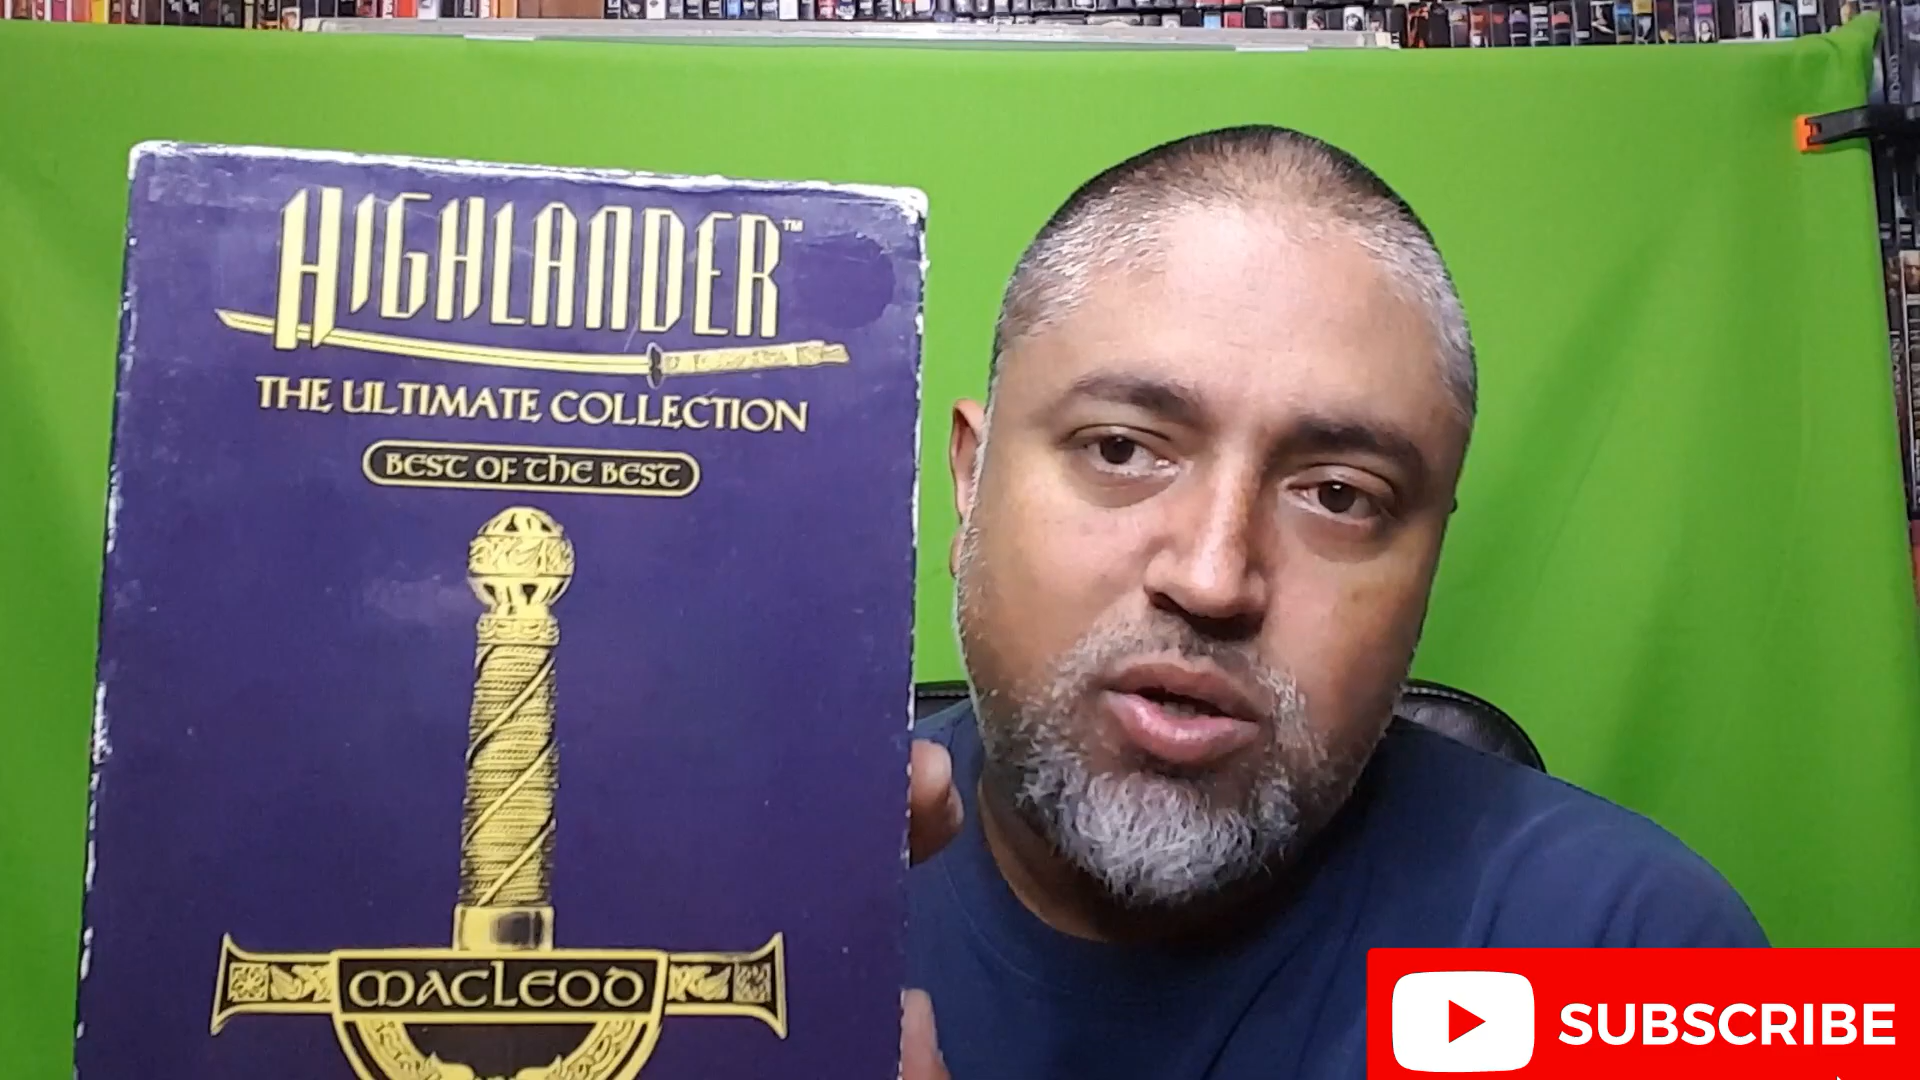 HIGHLANDER™
THE ULTIMATE COLLECTION
BEST OF THE BEST
MACLEOD
SUBSCRIBE